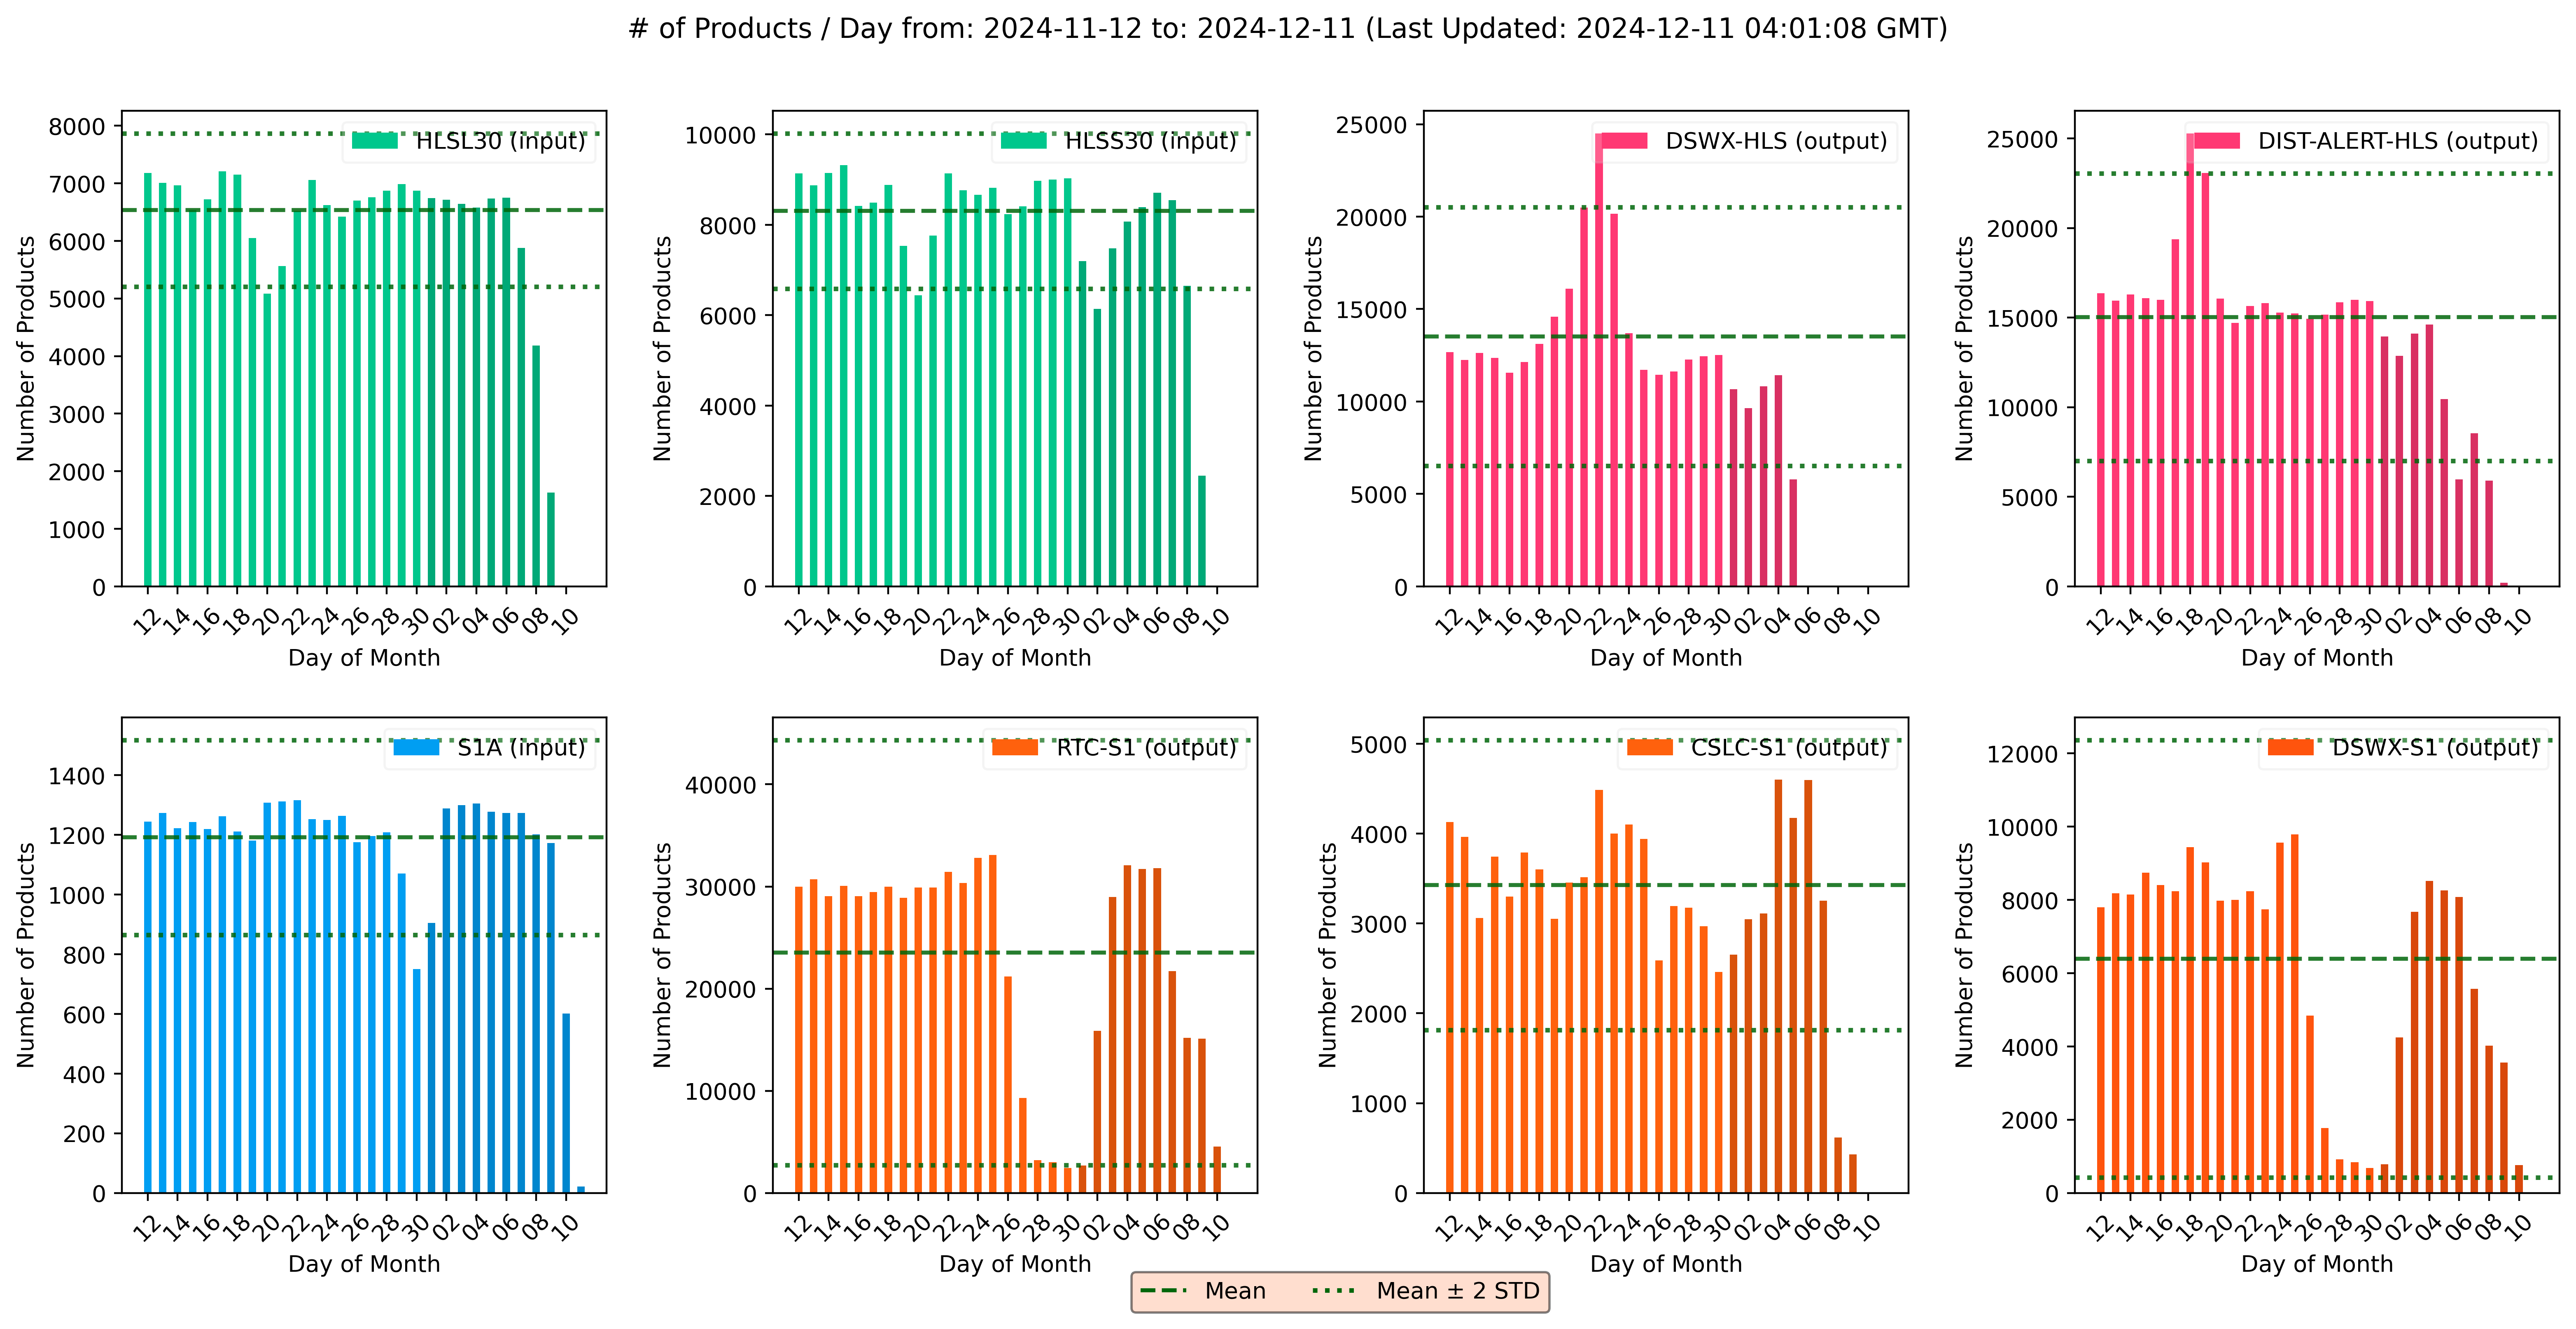 # of Products / Day from: 2024-11-12 to: 2024-12-11 (Last Updated: 2024-12-11 04:01:08 GMT)
HLSL30 (input)
Number of Products
8000
7000
6000
5000
4000
3000
2000
1000
0
12 14 16 18 20 22 24 26 28 30 02 04 06 08 10
Day of Month
HLSS30 (input)
Number of Products
10000
8000
6000
4000
2000
0
12 14 16 18 20 22 24 26 28 30 02 04 06 08 10
Day of Month
DSWX-HLS (output)
Number of Products
25000
20000
15000
10000
5000
0
12 14 16 18 20 22 24 26 28 30 02 04 06 08 10
Day of Month
DIST-ALERT-HLS (output)
Number of Products
25000
20000
15000
10000
5000
0
12 14 16 18 20 22 24 26 28 30 02 04 06 08 10
Day of Month
S1A (input)
Number of Products
1400
1200
1000
800
600
400
200
0
12 14 16 18 20 22 24 26 28 30 02 04 06 08 10
Day of Month
RTC-S1 (output)
Number of Products
40000
30000
20000
10000
0
12 14 16 18 20 22 24 26 28 30 02 04 06 08 10
Day of Month
CSLC-S1 (output)
Number of Products
5000
4000
3000
2000
1000
0
12 14 16 18 20 22 24 26 28 30 02 04 06 08 10
Day of Month
DSWX-S1 (output)
Number of Products
12000
10000
8000
6000
4000
2000
0
12 14 16 18 20 22 24 26 28 30 02 04 06 08 10
Day of Month
Mean
Mean ± 2 STD